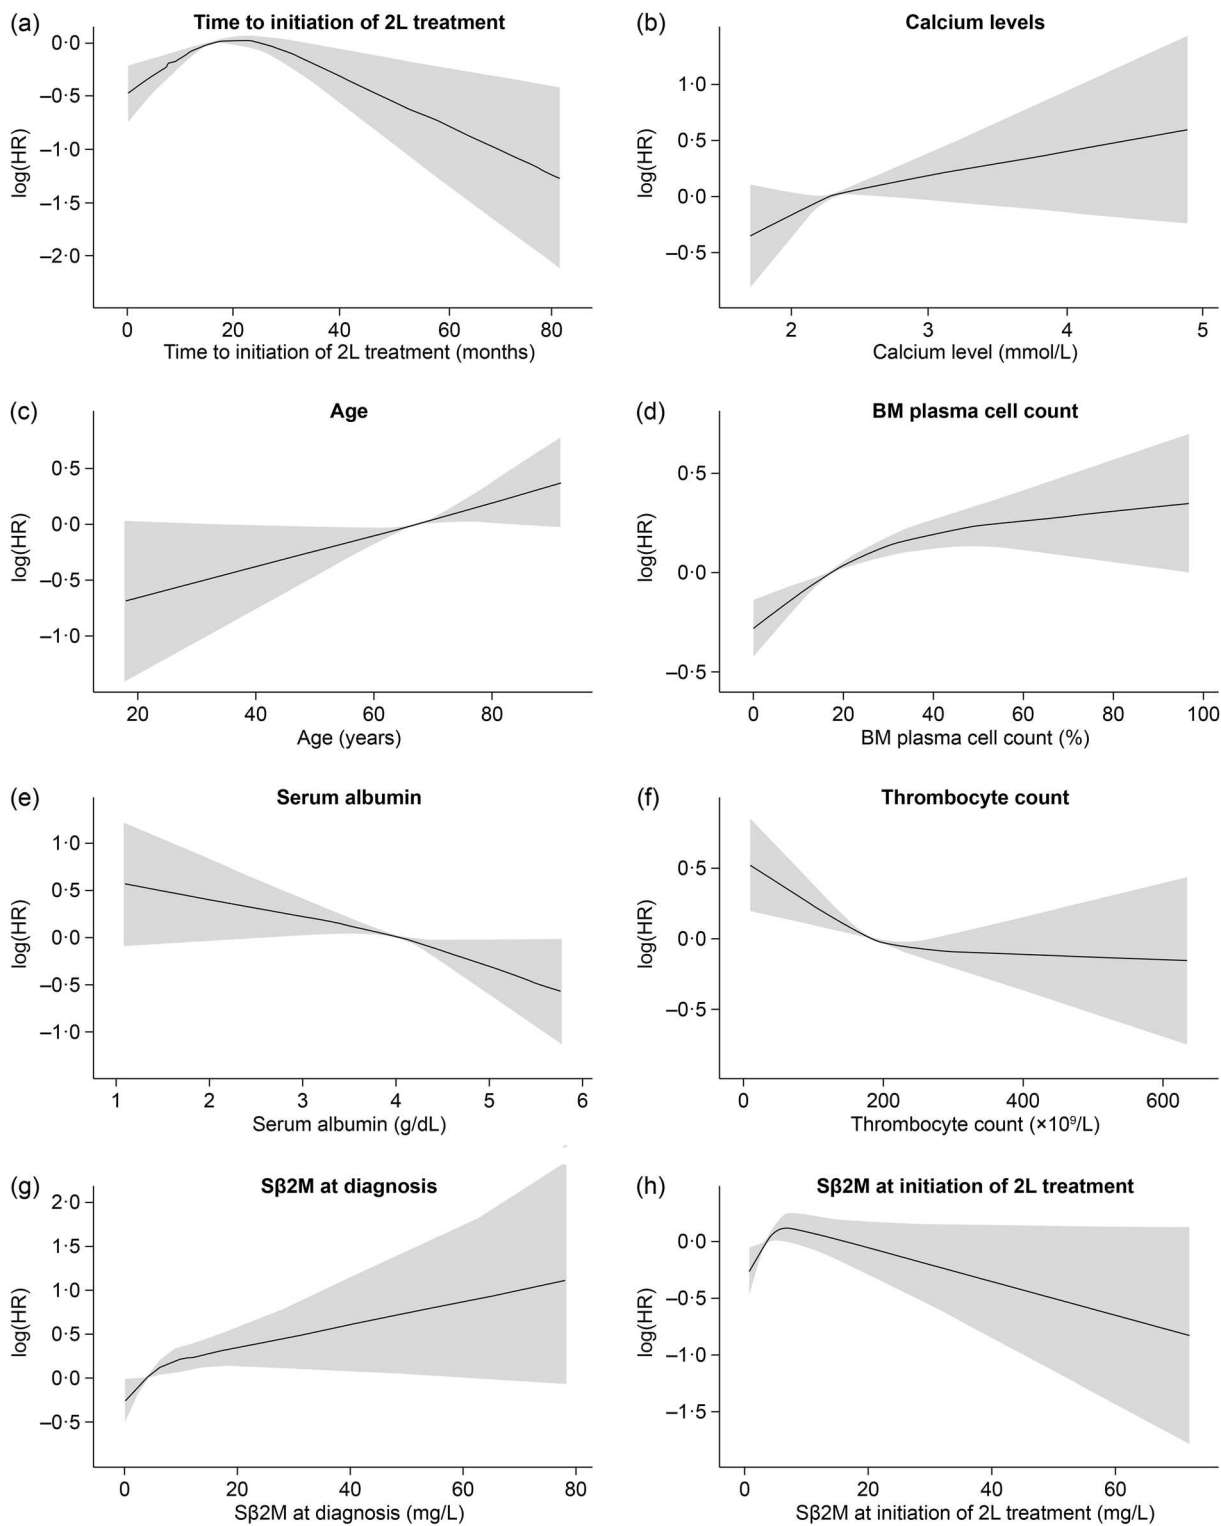 (a) Time to initiation of 2L treatment
log(HR)
0·0
–0·5
–1·0
–1·5
–2·0
0 20 40 60 80
Time to initiation of 2L treatment (months)
(b) Calcium levels
log(HR)
1·0
0·5
0·0
–0·5
2 3 4 5
Calcium level (mmol/L)
(c) Age
log(HR)
0·5
0·0
–0·5
–1·0
20 40 60 80
Age (years)
(d) BM plasma cell count
log(HR)
0·5
0·0
–0·5
0 20 40 60 80 100
BM plasma cell count (%)
(e) Serum albumin
log(HR)
1·0
0·5
0·0
–0·5
–1·0
1 2 3 4 5 6
Serum albumin (g/dL)
(f) Thrombocyte count
log(HR)
0·5
0·0
–0·5
0 200 400 600
Thrombocyte count (×10⁹/L)
(g) Sβ2M at diagnosis
log(HR)
2·0
1·5
1·0
0·5
0·0
–0·5
0 20 40 60 80
Sβ2M at diagnosis (mg/L)
(h) Sβ2M at initiation of 2L treatment
log(HR)
0·0
–0·5
–1·0
–1·5
0 20 40 60
Sβ2M at initiation of 2L treatment (mg/L)